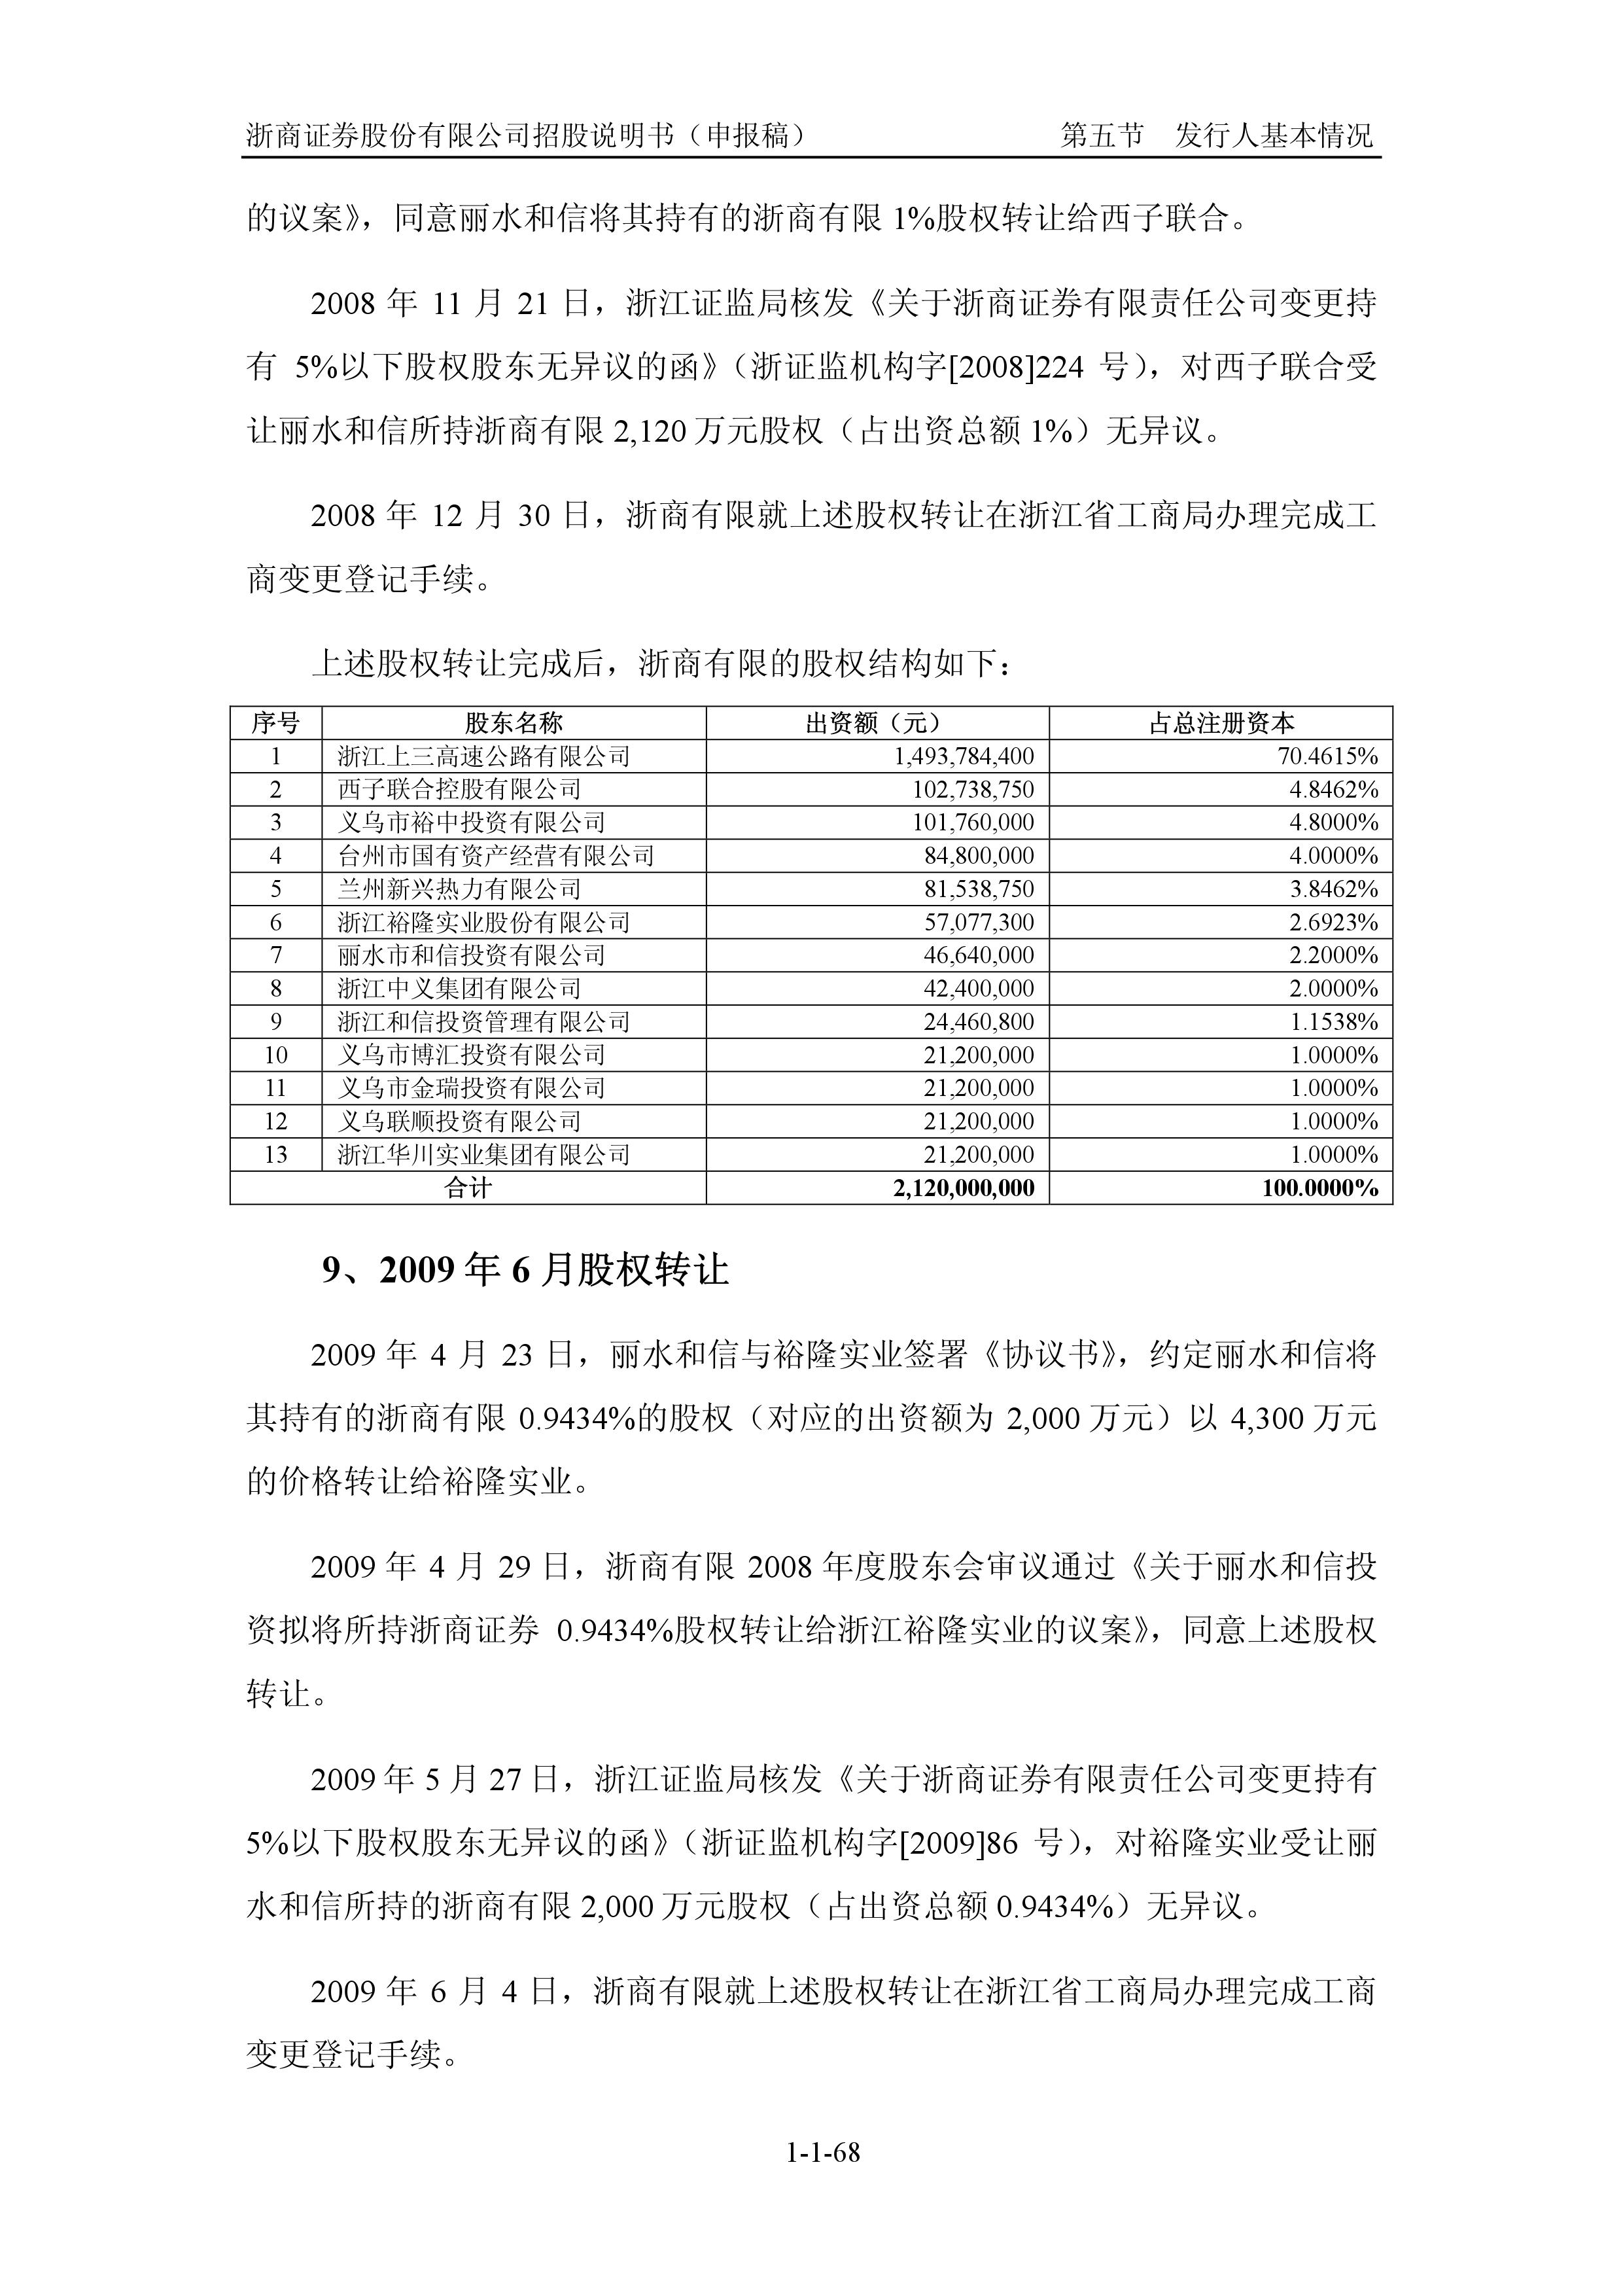 浙商证券股份有限公司招股说明书（申报稿） 第五节 发行人基本情况
的议案》，同意丽水和信将其持有的浙商有限 1%股权转让给西子联合。
2008 年 11 月 21 日，浙江证监局核发《关于浙商证券有限责任公司变更持
有 5%以下股权股东无异议的函》（浙证监机构字[2008]224 号），对西子联合受
让丽水和信所持浙商有限 2,120 万元股权（占出资总额 1%）无异议。
2008 年 12 月 30 日，浙商有限就上述股权转让在浙江省工商局办理完成工
商变更登记手续。
上述股权转让完成后，浙商有限的股权结构如下：
序号 股东名称 出资额（元） 占总注册资本
1 浙江上三高速公路有限公司 1,493,784,400 70.4615%
2 西子联合控股有限公司 102,738,750 4.8462%
3 义乌市裕中投资有限公司 101,760,000 4.8000%
4 台州市国有资产经营有限公司 84,800,000 4.0000%
5 兰州新兴热力有限公司 81,538,750 3.8462%
6 浙江裕隆实业股份有限公司 57,077,300 2.6923%
7 丽水市和信投资有限公司 46,640,000 2.2000%
8 浙江中义集团有限公司 42,400,000 2.0000%
9 浙江和信投资管理有限公司 24,460,800 1.1538%
10 义乌市博汇投资有限公司 21,200,000 1.0000%
11 义乌市金瑞投资有限公司 21,200,000 1.0000%
12 义乌联顺投资有限公司 21,200,000 1.0000%
13 浙江华川实业集团有限公司 21,200,000 1.0000%
合计 2,120,000,000 100.0000%
9、2009 年 6 月股权转让
2009 年 4 月 23 日，丽水和信与裕隆实业签署《协议书》，约定丽水和信将
其持有的浙商有限 0.9434%的股权（对应的出资额为 2,000 万元）以 4,300 万元
的价格转让给裕隆实业。
2009 年 4 月 29 日，浙商有限 2008 年度股东会审议通过《关于丽水和信投
资拟将所持浙商证券 0.9434%股权转让给浙江裕隆实业的议案》，同意上述股权
转让。
2009 年 5 月 27 日，浙江证监局核发《关于浙商证券有限责任公司变更持有
5%以下股权股东无异议的函》（浙证监机构字[2009]86 号），对裕隆实业受让丽
水和信所持的浙商有限 2,000 万元股权（占出资总额 0.9434%）无异议。
2009 年 6 月 4 日，浙商有限就上述股权转让在浙江省工商局办理完成工商
变更登记手续。
1-1-68